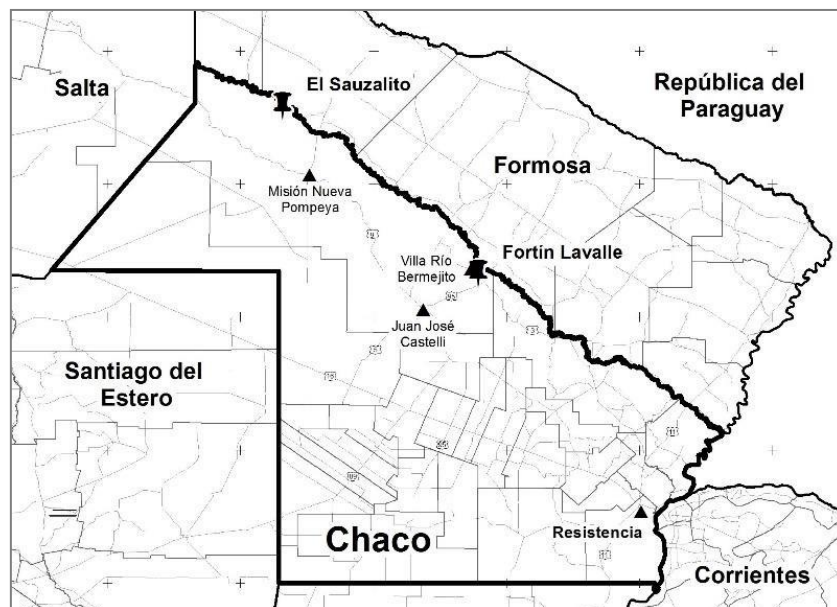 Salta
El Sauzalito
República del
Paraguay
Formosa
Misión Nueva
Pompeya
Villa Río
Bermejito
Fortín Lavalle
Juan José
Castelli
Santiago del
Estero
Chaco
Resistencia
Corrientes